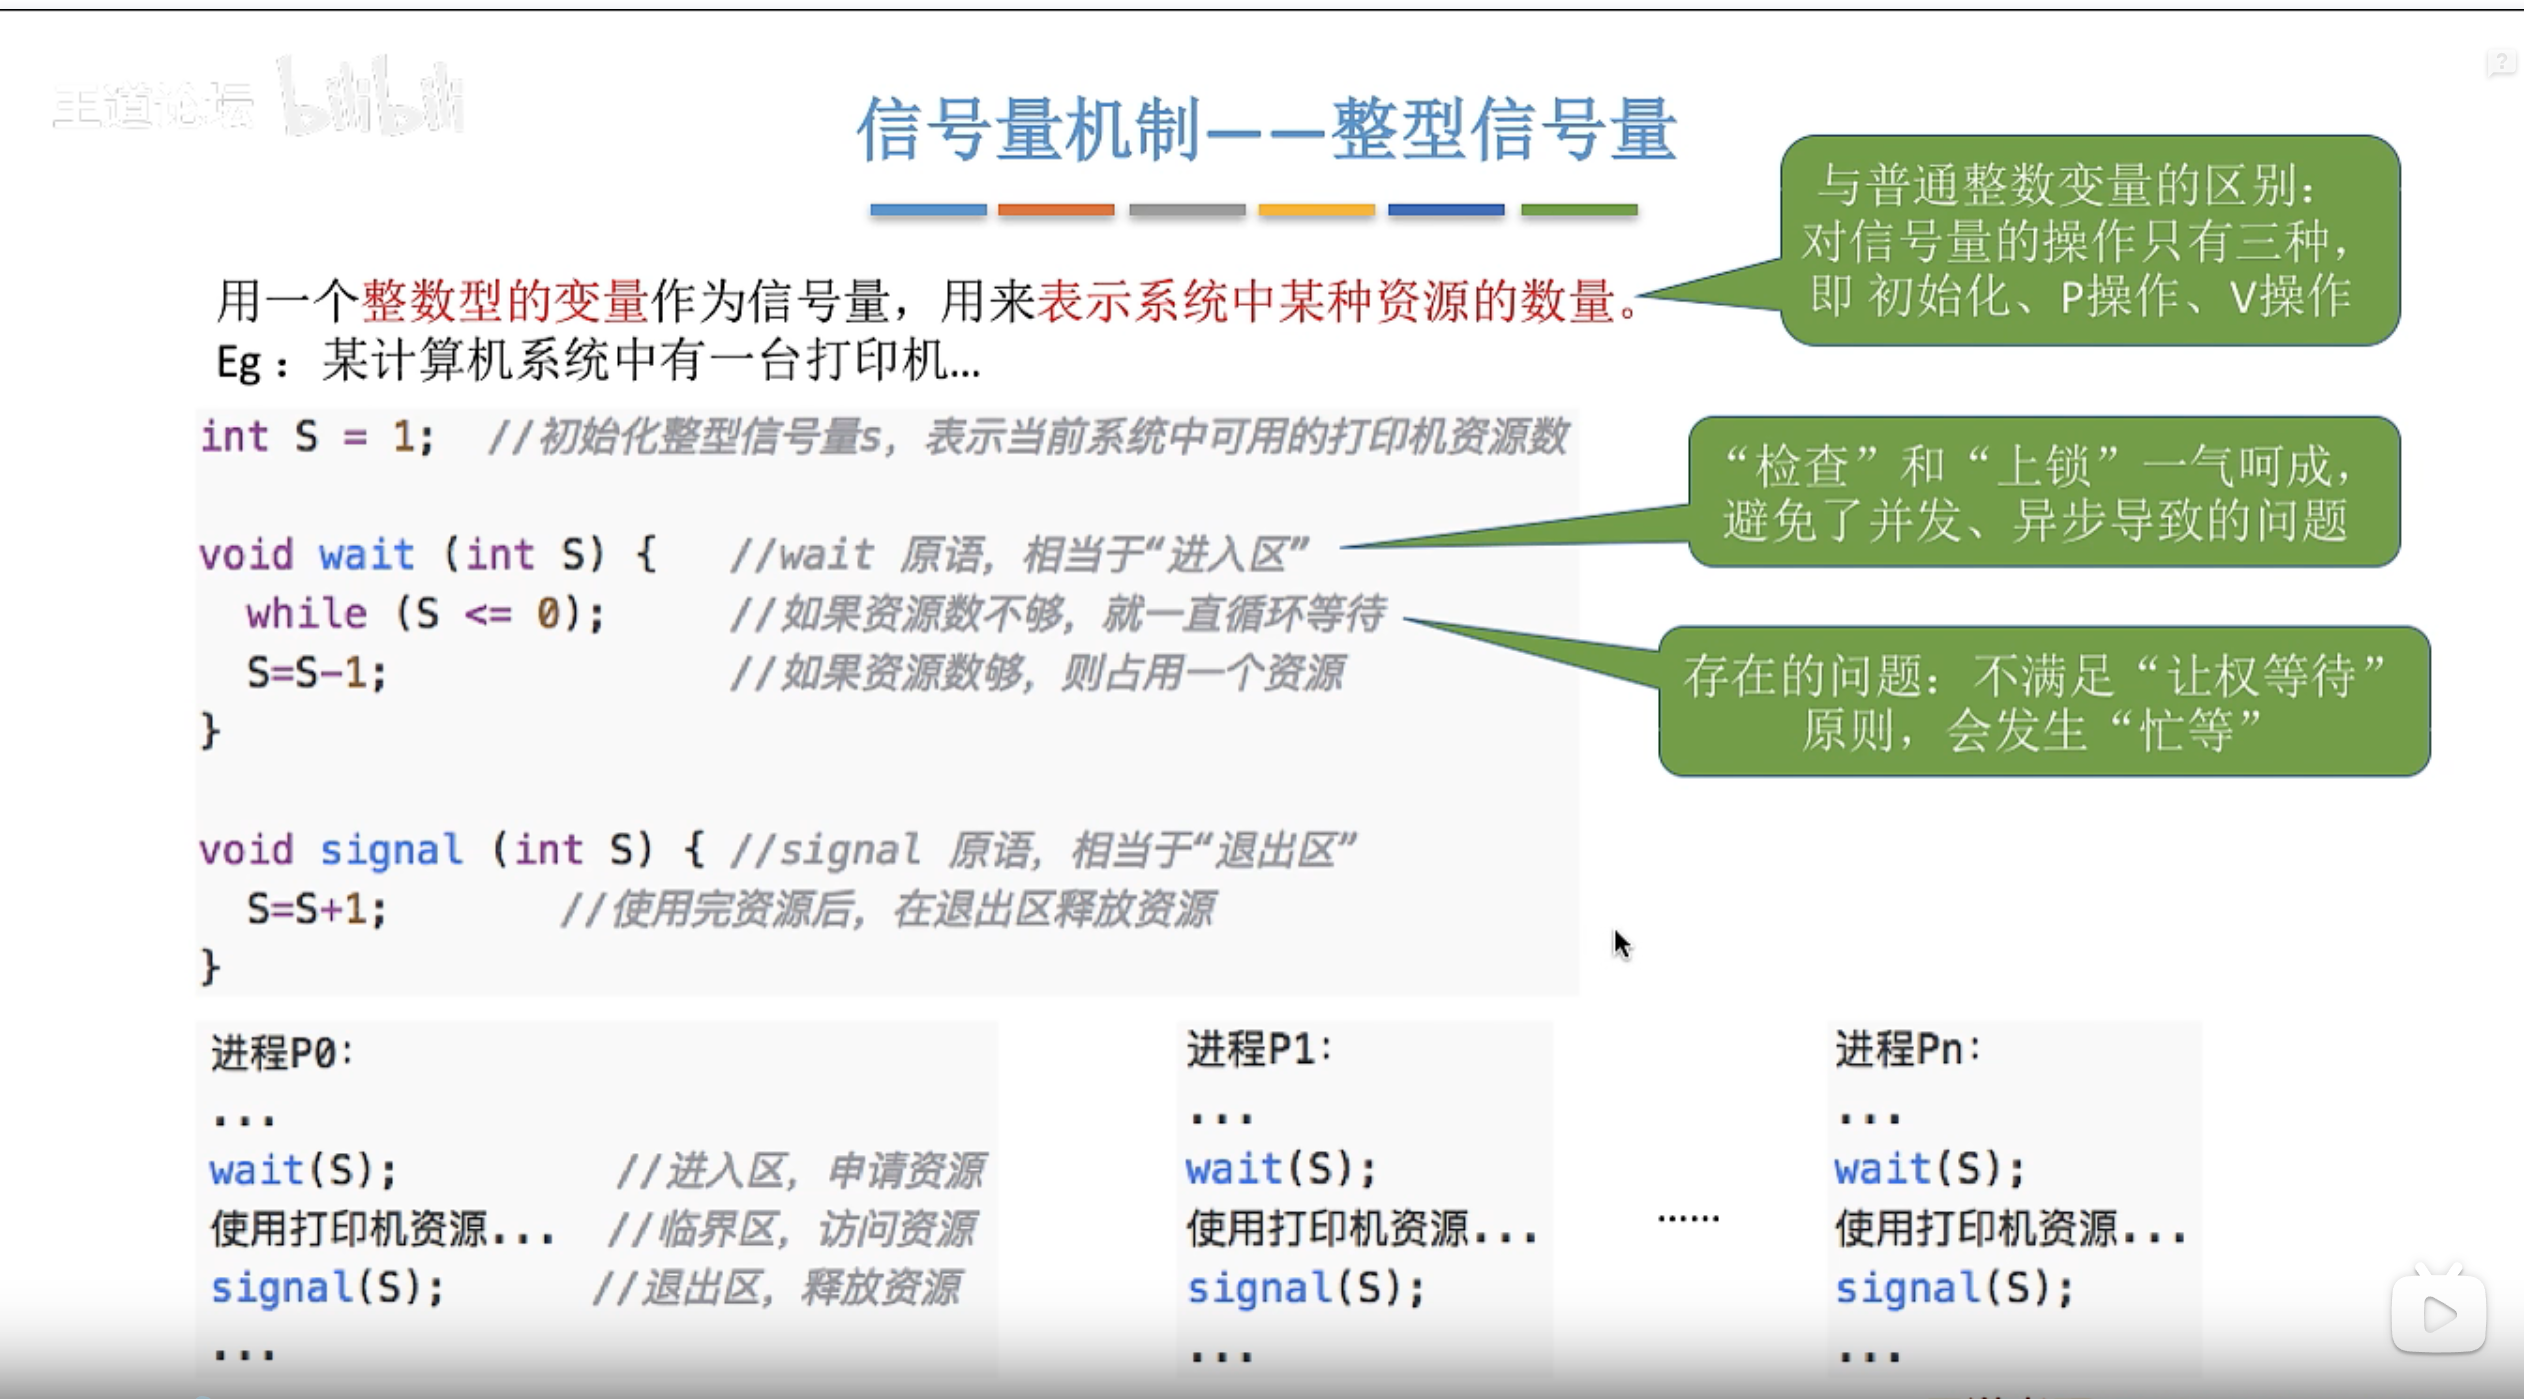 王道论坛 bilibili
信号量机制——整型信号量
与普通整数变量的区别：
对信号量的操作只有三种，
即 初始化、P操作、V操作
用一个整数型的变量作为信号量，用来表示系统中某种资源的数量。
Eg：某计算机系统中有一台打印机...
int S = 1;  //初始化整型信号量s，表示当前系统中可用的打印机资源数
“检查”和“上锁”一气呵成，
避免了并发、异步导致的问题
void wait (int S) {  //wait 原语，相当于“进入区”
while (S <= 0);  //如果资源数不够，就一直循环等待
S=S-1;  //如果资源数够，则占用一个资源
}
存在的问题：不满足“让权等待”
原则，会发生“忙等”
void signal (int S) { //signal 原语，相当于“退出区”
S=S+1;  //使用完资源后，在退出区释放资源
}
进程P0：
...
wait(S);  //进入区，申请资源
使用打印机资源...  //临界区，访问资源
signal(S);  //退出区，释放资源
...
进程P1：
...
wait(S);
使用打印机资源...
signal(S);
...
......
进程Pn：
...
wait(S);
使用打印机资源...
signal(S);
...